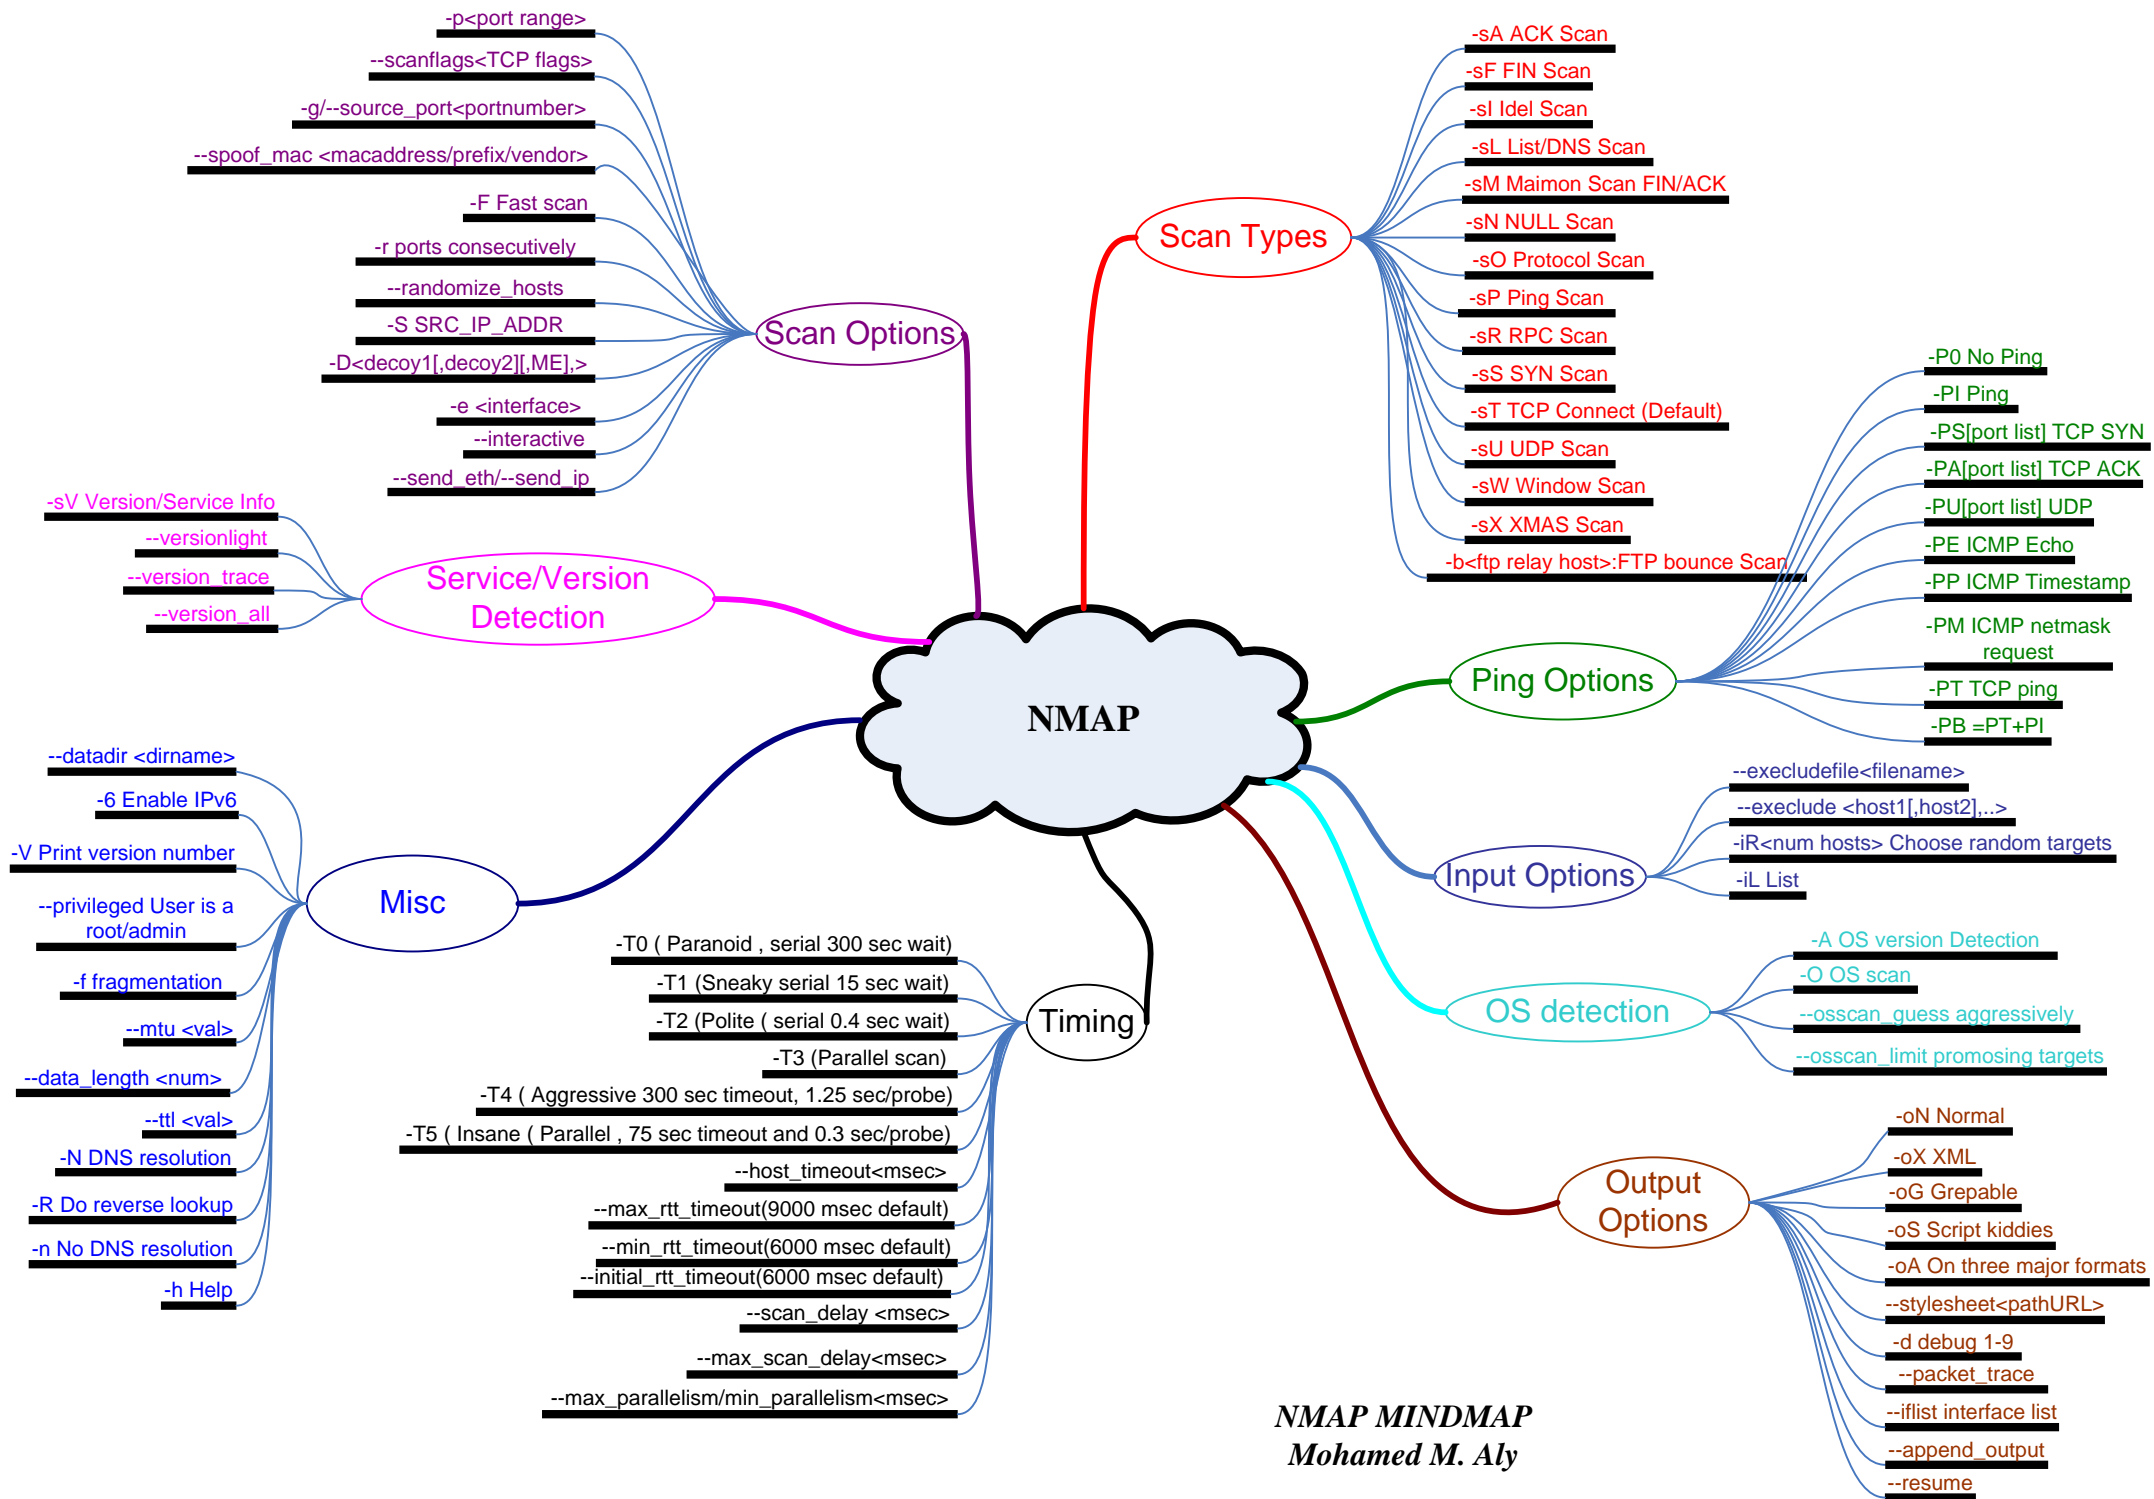 -p<port range>
--scanflags<TCP flags>
-g/--source_port<portnumber>
--spoof_mac <macaddress/prefix/vendor>
-F Fast scan
-r ports consecutively
--randomize_hosts
-S SRC_IP_ADDR
-D<decoy1[,decoy2][,ME],>
-e <interface>
--interactive
--send_eth/--send_ip
Scan Options
-sV Version/Service Info
--versionlight
--version_trace
--version_all
Service/Version
Detection
Scan Types
-sA ACK Scan
-sF FIN Scan
-sI Idel Scan
-sL List/DNS Scan
-sM Maimon Scan FIN/ACK
-sN NULL Scan
-sO Protocol Scan
-sP Ping Scan
-sR RPC Scan
-sS SYN Scan
-sT TCP Connect (Default)
-sU UDP Scan
-sW Window Scan
-sX XMAS Scan
-b<ftp relay host>:FTP bounce Scan
Ping Options
-P0 No Ping
-PI Ping
-PS[port list] TCP SYN
-PA[port list] TCP ACK
-PU[port list] UDP
-PE ICMP Echo
-PP ICMP Timestamp
-PM ICMP netmask
request
-PT TCP ping
-PB =PT+PI
NMAP
--datadir <dirname>
-6 Enable IPv6
-V Print version number
--privileged User is a
root/admin
-f fragmentation
--mtu <val>
--data_length <num>
--ttl <val>
-N DNS resolution
-R Do reverse lookup
-n No DNS resolution
-h Help
Misc
Input Options
--execludefile<filename>
--execlude <host1[,host2],..>
-iR<num hosts> Choose random targets
-iL List
-T0 ( Paranoid , serial 300 sec wait)
-T1 (Sneaky serial 15 sec wait)
-T2 (Polite ( serial 0.4 sec wait)
-T3 (Parallel scan)
-T4 ( Aggressive 300 sec timeout, 1.25 sec/probe)
-T5 ( Insane ( Parallel , 75 sec timeout and 0.3 sec/probe)
--host_timeout<msec>
--max_rtt_timeout(9000 msec default)
--min_rtt_timeout(6000 msec default)
--initial_rtt_timeout(6000 msec default)
--scan_delay <msec>
--max_scan_delay<msec>
--max_parallelism/min_parallelism<msec>
Timing
OS detection
-A OS version Detection
-O OS scan
--osscan_guess aggressively
--osscan_limit promosing targets
Output
Options
-oN Normal
-oX XML
-oG Grepable
-oS Script kiddies
-oA On three major formats
--stylesheet<pathURL>
-d debug 1-9
--packet_trace
--iflist interface list
--append_output
--resume
NMAP MINDMAP
Mohamed M. Aly